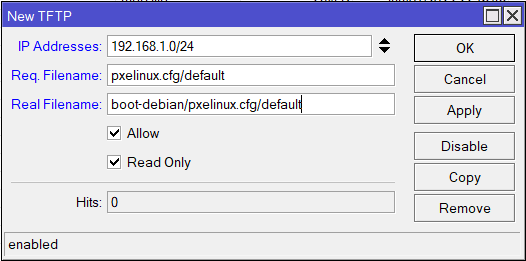 New TFTP
IP Addresses: 192.168.1.0/24
OK
Req. Filename: pxelinux.cfg/default
Cancel
Real Filename: boot-debian/pxelinux.cfg/default
Apply
Allow
Disable
Read Only
Copy
Hits: 0
Remove
enabled